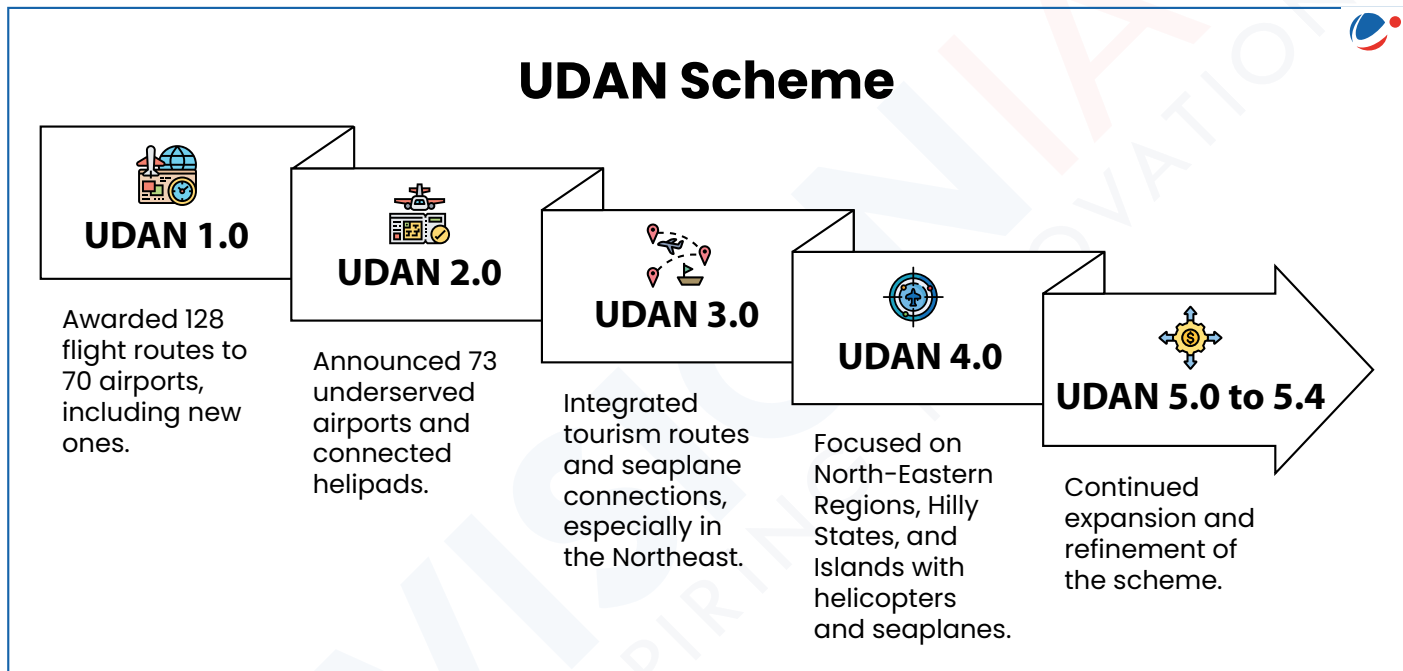 UDAN Scheme
UDAN 1.0
Awarded 128
flight routes to
70 airports,
including new
ones.
UDAN 2.0
Announced 73
underserved
airports and
connected
helipads.
UDAN 3.0
Integrated
tourism routes
and seaplane
connections,
especially in
the Northeast.
UDAN 4.0
Focused on
North-Eastern
Regions, Hilly
States, and
Islands with
helicopters
and seaplanes.
UDAN 5.0 to 5.4
Continued
expansion and
refinement of
the scheme.